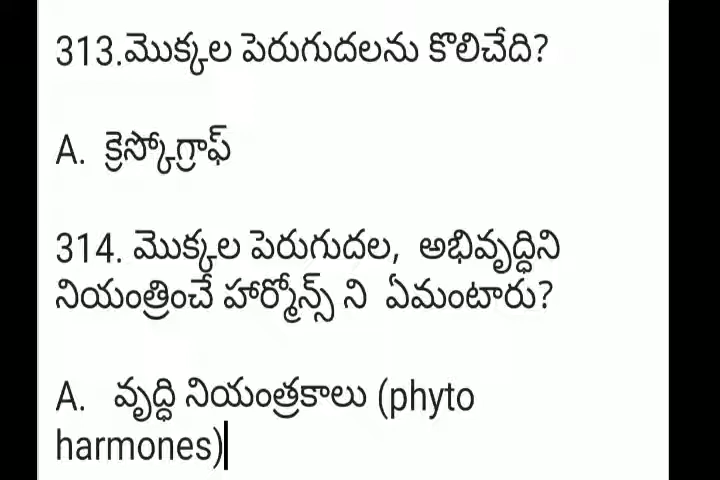 313.మొక్కల పెరుగుదలను కొలిచేది?
A. క్రెస్కోగ్రాఫ్
314. మొక్కల పెరుగుదల, అభివృద్ధిని
నియంత్రించే హార్మోన్స్ ని ఏమంటారు?
A. వృద్ధి నియంత్రకాలు (phyto
harmones)